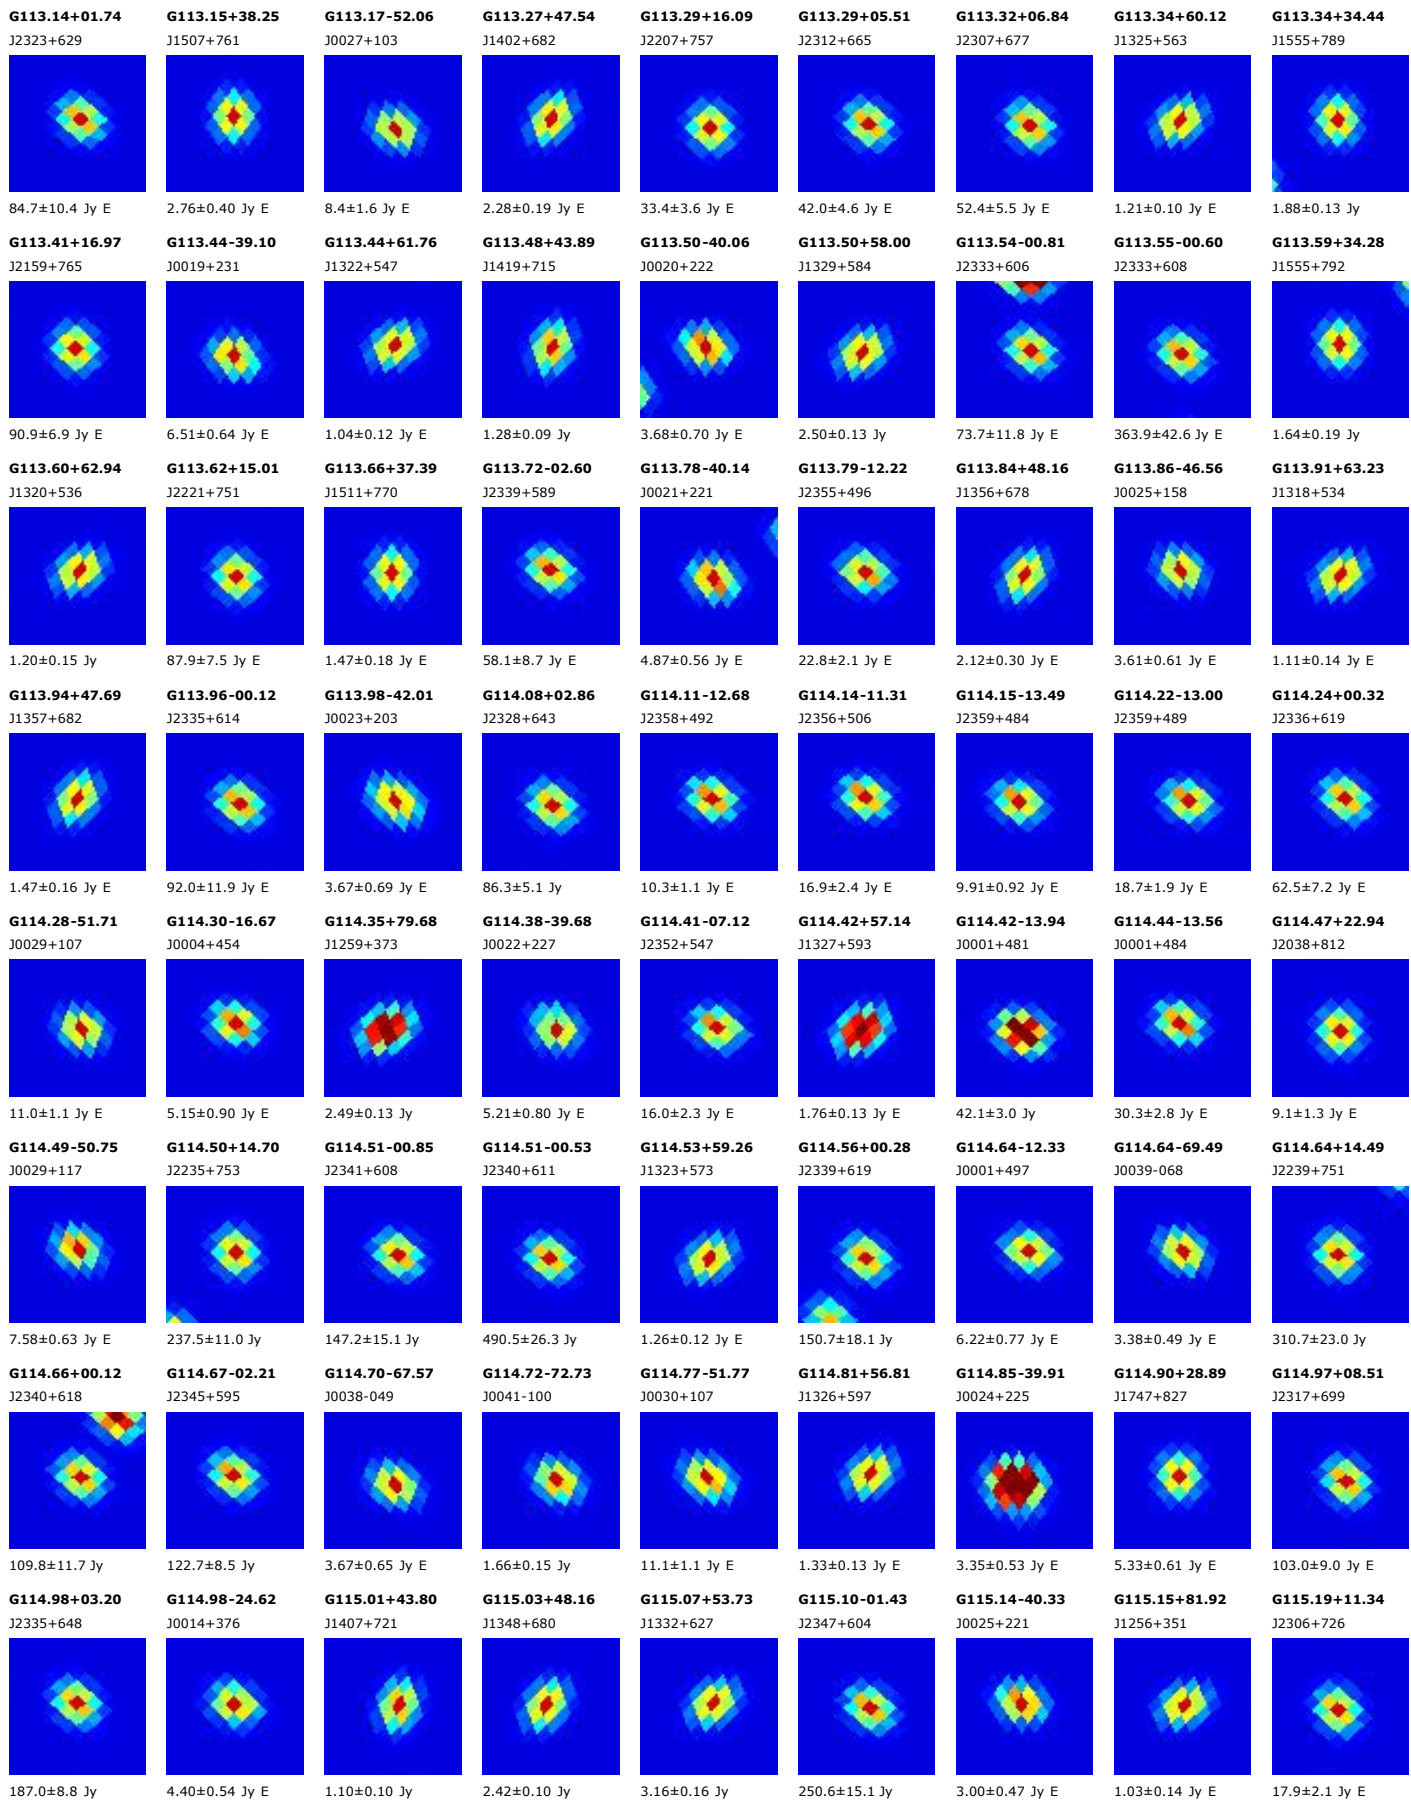 G113.14+01.74 G113.15+38.25 G113.17-52.06 G113.27+47.54 G113.29+16.09 G113.29+05.51 G113.32+06.84 G113.34+60.12 G113.34+34.44
J2323+629 J1507+761 J0027+103 J1402+682 J2207+757 J2312+665 J2307+677 J1325+563 J1555+789
84.7±10.4 Jy E 2.76±0.40 Jy E 8.4±1.6 Jy E 2.28±0.19 Jy E 33.4±3.6 Jy E 42.0±4.6 Jy E 52.4±5.5 Jy E 1.21±0.10 Jy E 1.88±0.13 Jy
G113.41+16.97 G113.44-39.10 G113.44+61.76 G113.48+43.89 G113.50-40.06 G113.50+58.00 G113.54-00.81 G113.55-00.60 G113.59+34.28
J2159+765 J0019+231 J1322+547 J1419+715 J0020+222 J1329+584 J2333+606 J2333+608 J1555+792
90.9±6.9 Jy E 6.51±0.64 Jy E 1.04±0.12 Jy E 1.28±0.09 Jy 3.68±0.70 Jy E 2.50±0.13 Jy 73.7±11.8 Jy E 363.9±42.6 Jy E 1.64±0.19 Jy
G113.60+62.94 G113.62+15.01 G113.66+37.39 G113.72-02.60 G113.78-40.14 G113.79-12.22 G113.84+48.16 G113.86-46.56 G113.91+63.23
J1320+536 J2221+751 J1511+770 J2339+589 J0021+221 J2355+496 J1356+678 J0025+158 J1318+534
1.20±0.15 Jy 87.9±7.5 Jy E 1.47±0.18 Jy E 58.1±8.7 Jy E 4.87±0.56 Jy E 22.8±2.1 Jy E 2.12±0.30 Jy E 3.61±0.61 Jy E 1.11±0.14 Jy E
G113.94+47.69 G113.96-00.12 G113.98-42.01 G114.08+02.86 G114.11-12.68 G114.14-11.31 G114.15-13.49 G114.22-13.00 G114.24+00.32
J1357+682 J2335+614 J0023+203 J2328+643 J2358+492 J2356+506 J2359+484 J2359+489 J2336+619
1.47±0.16 Jy E 92.0±11.9 Jy E 3.67±0.69 Jy E 86.3±5.1 Jy 10.3±1.1 Jy E 16.9±2.4 Jy E 9.91±0.92 Jy E 18.7±1.9 Jy E 62.5±7.2 Jy E
G114.28-51.71 G114.30-16.67 G114.35+79.68 G114.38-39.68 G114.41-07.12 G114.42+57.14 G114.42-13.94 G114.44-13.56 G114.47+22.94
J0029+107 J0004+454 J1259+373 J0022+227 J2352+547 J1327+593 J0001+481 J0001+484 J2038+812
11.0±1.1 Jy E 5.15±0.90 Jy E 2.49±0.13 Jy 5.21±0.80 Jy E 16.0±2.3 Jy E 1.76±0.13 Jy E 42.1±3.0 Jy 30.3±2.8 Jy E 9.1±1.3 Jy E
G114.49-50.75 G114.50+14.70 G114.51-00.85 G114.51-00.53 G114.53+59.26 G114.56+00.28 G114.64-12.33 G114.64-69.49 G114.64+14.49
J0029+117 J2235+753 J2341+608 J2340+611 J1323+573 J2339+619 J0001+497 J0039-068 J2239+751
7.58±0.63 Jy E 237.5±11.0 Jy 147.2±15.1 Jy 490.5±26.3 Jy 1.26±0.12 Jy E 150.7±18.1 Jy 6.22±0.77 Jy E 3.38±0.49 Jy E 310.7±23.0 Jy
G114.66+00.12 G114.67-02.21 G114.70-67.57 G114.72-72.73 G114.77-51.77 G114.81+56.81 G114.85-39.91 G114.90+28.89 G114.97+08.51
J2340+618 J2345+595 J0038-049 J0041-100 J0030+107 J1326+597 J0024+225 J1747+827 J2317+699
109.8±11.7 Jy 122.7±8.5 Jy 3.67±0.65 Jy E 1.66±0.15 Jy 11.1±1.1 Jy E 1.33±0.13 Jy E 3.35±0.53 Jy E 5.33±0.61 Jy E 103.0±9.0 Jy E
G114.98+03.20 G114.98-24.62 G115.01+43.80 G115.03+48.16 G115.07+53.73 G115.10-01.43 G115.14-40.33 G115.15+81.92 G115.19+11.34
J2335+648 J0014+376 J1407+721 J1348+680 J1332+627 J2347+604 J0025+221 J1256+351 J2306+726
187.0±8.8 Jy 4.40±0.54 Jy E 1.10±0.10 Jy 2.42±0.10 Jy 3.16±0.16 Jy 250.6±15.1 Jy 3.00±0.47 Jy E 1.03±0.14 Jy E 17.9±2.1 Jy E